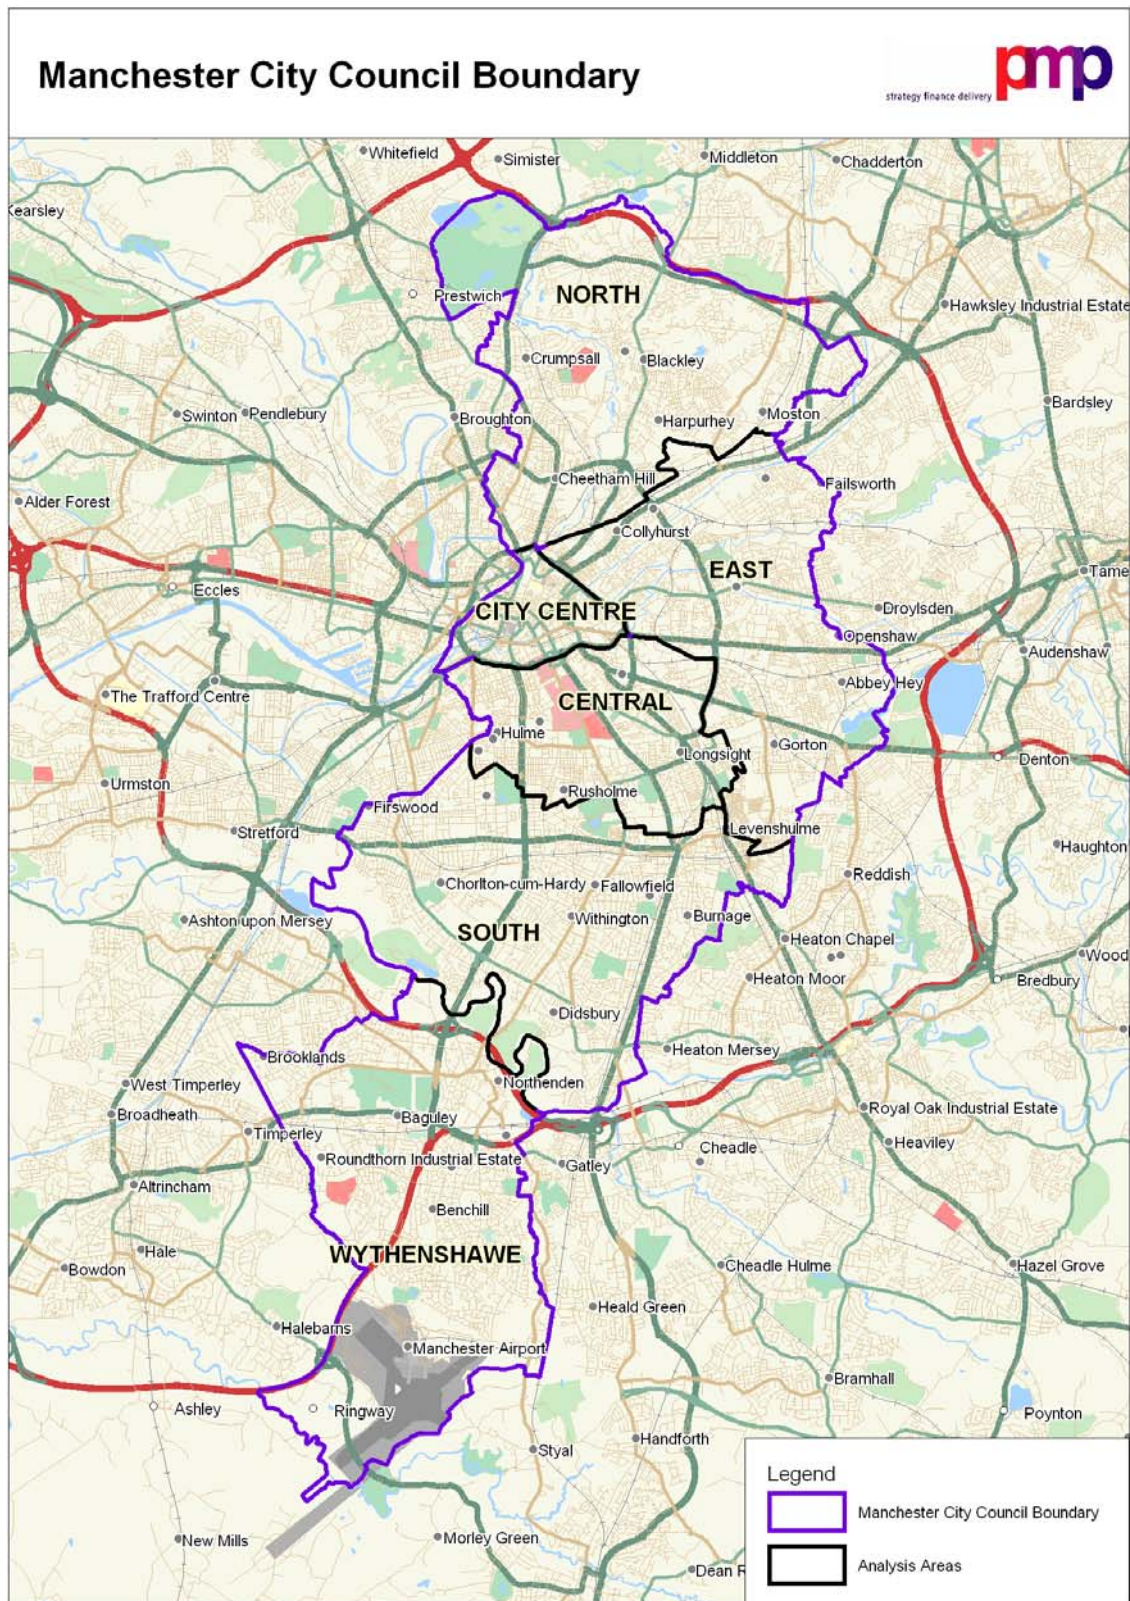 Manchester City Council Boundary
pmp
strategy finance delivery
Whitefield
Simister
Middleton
Chadderton
Kearsley
Prestwich
NORTH
Hawksley Industrial Estate
Crumpsall
Blackley
Swinton
Pendlebury
Broughton
Harpurhey
Moston
Bardsley
Cheetham Hill
Failsworth
Alder Forest
Collyhurst
EAST
Tame
Eccles
CITY CENTRE
Droylsden
Openshaw
Audenshaw
The Trafford Centre
CENTRAL
Abbey Hey
Hulme
Longsight
Gorton
Denton
Urmston
Rusholme
Firswood
Stretford
Levenshulme
Haughton
Chorlton-cum-Hardy
Fallowfield
Reddish
Ashton upon Mersey
Withington
Burnage
SOUTH
Heaton Chapel
Wood
Heaton Moor
Bredbury
Didsbury
Brooklands
Heaton Mersey
West Timperley
Northenden
Broadheath
Baguley
Royal Oak Industrial Estate
Timperley
Cheadle
Heaviley
Roundthorn Industrial Estate
Gatley
Altrincham
Benchill
Hale
WYTHENSHAWE
Bowdon
Cheadle Hulme
Hazel Grove
Heald Green
Halebarns
Manchester Airport
Bramhall
Ashley
Ringway
Poynton
Handforth
Styal
New Mills
Morley Green
Dean R
Legend
Manchester City Council Boundary
Analysis Areas